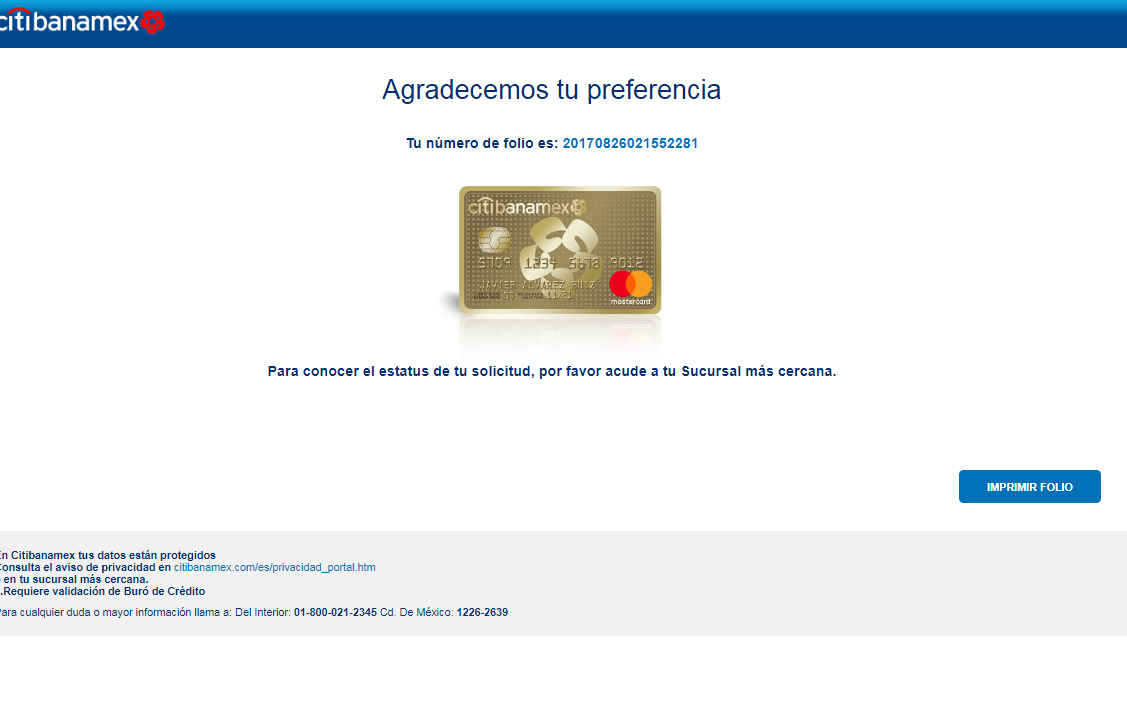 citibanamex
Agradecemos tu preferencia
Tu número de folio es: 20170826021552281
citibanamex
5709 1234 5678 9012
JAVIER ALVAREZ RUIZ
11/21
mastercard
Para conocer el estatus de tu solicitud, por favor acude a tu Sucursal más cercana.
IMPRIMIR FOLIO
En Citibanamex tus datos están protegidos
Consulta el aviso de privacidad en citibanamex.com/es/privacidad_portal.htm
en tu sucursal más cercana.
.Requiere validación de Buró de Crédito
Para cualquier duda o mayor información llama a: Del Interior: 01-800-021-2345 Cd. De México: 1226-2639